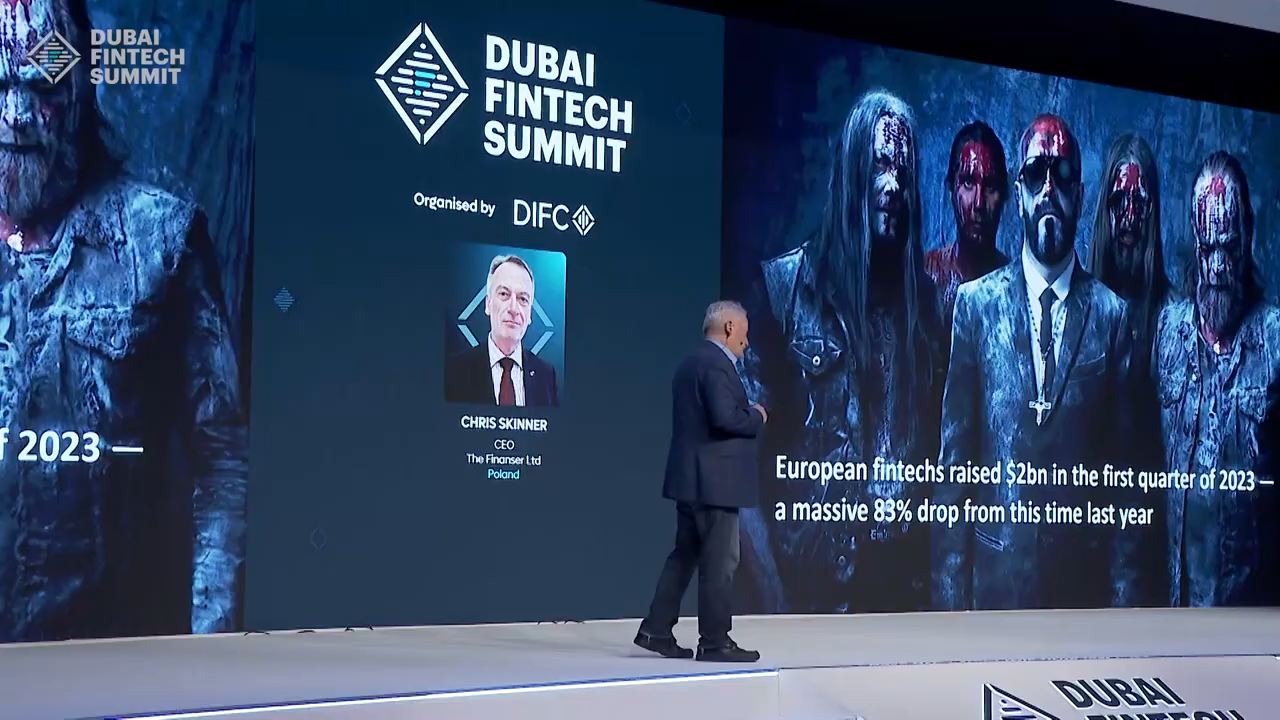 DUBAI
FINTECH
SUMMIT
DUBAI
FINTECH
SUMMIT
Organised by DIFC
CHRIS SKINNER
CEO
The Finanser Ltd
Poland
f 2023 —
European fintechs raised $2bn in the first quarter of 2023 —
a massive 83% drop from this time last year
DUBAI
FINTECH